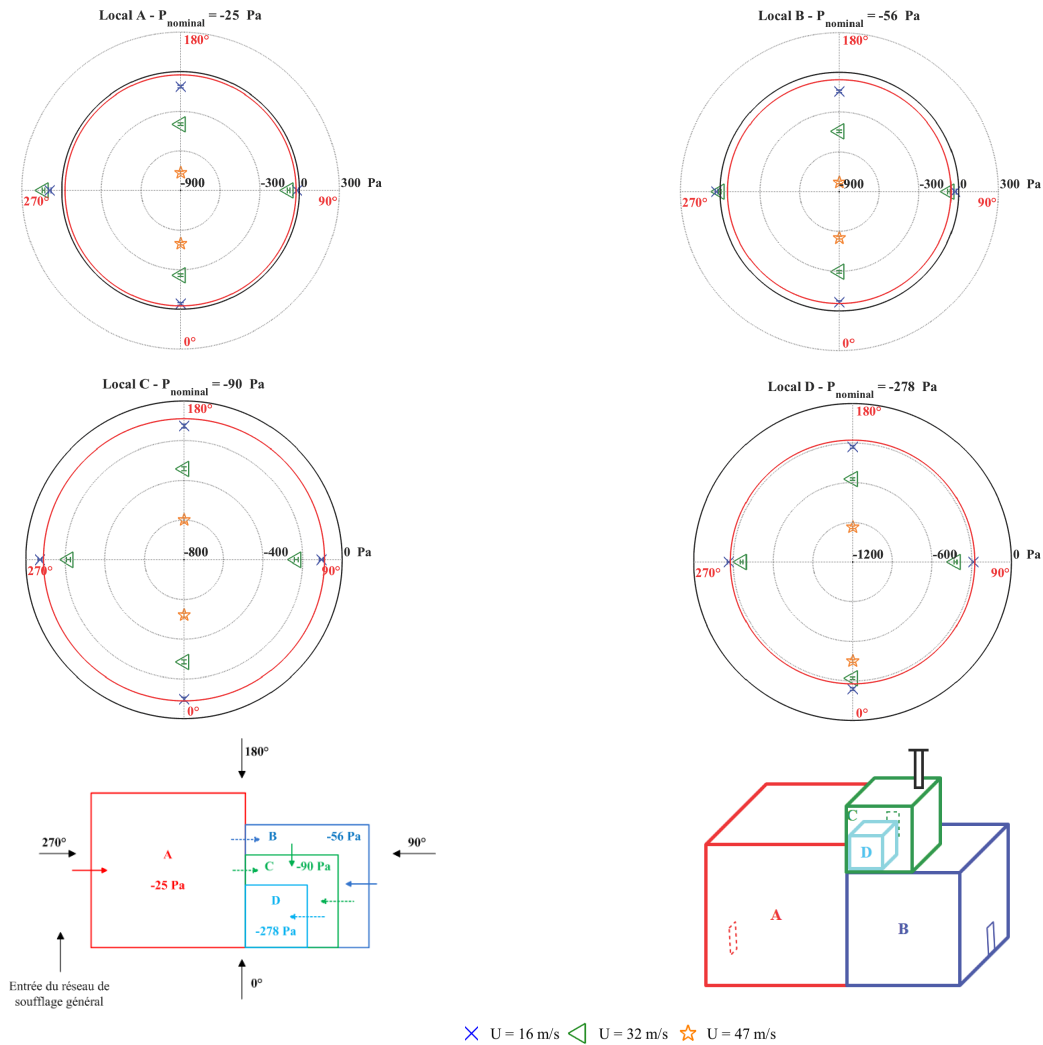 Local A - P nominal = -25 Pa
180°
-900
-300
0
300 Pa
270°
90°
0°
Local B - P nominal = -56 Pa
180°
-900
-300
0
300 Pa
270°
90°
0°
Local C - P nominal = -90 Pa
180°
-800
-400
0 Pa
270°
90°
0°
Local D - P nominal = -278 Pa
180°
-1200
-600
0 Pa
270°
90°
0°
180°
270°
90°
A
-25 Pa
B
-56 Pa
C
-90 Pa
D
-278 Pa
0°
Entrée du réseau de
soufflage général
C
D
A
B
U = 16 m/s U = 32 m/s U = 47 m/s